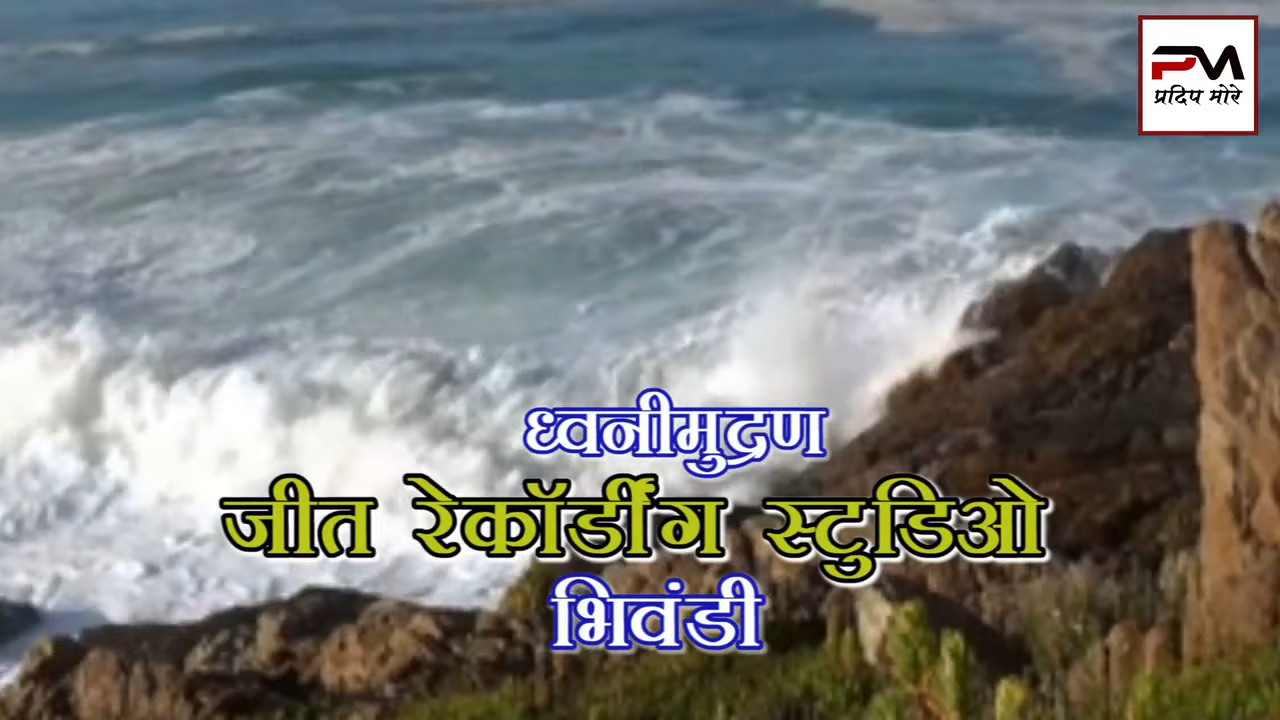 PM
प्रदिप मोरे
ध्वनीमुद्रण
जीत रेकॉर्डींग स्टुडिओ
भिवंडी